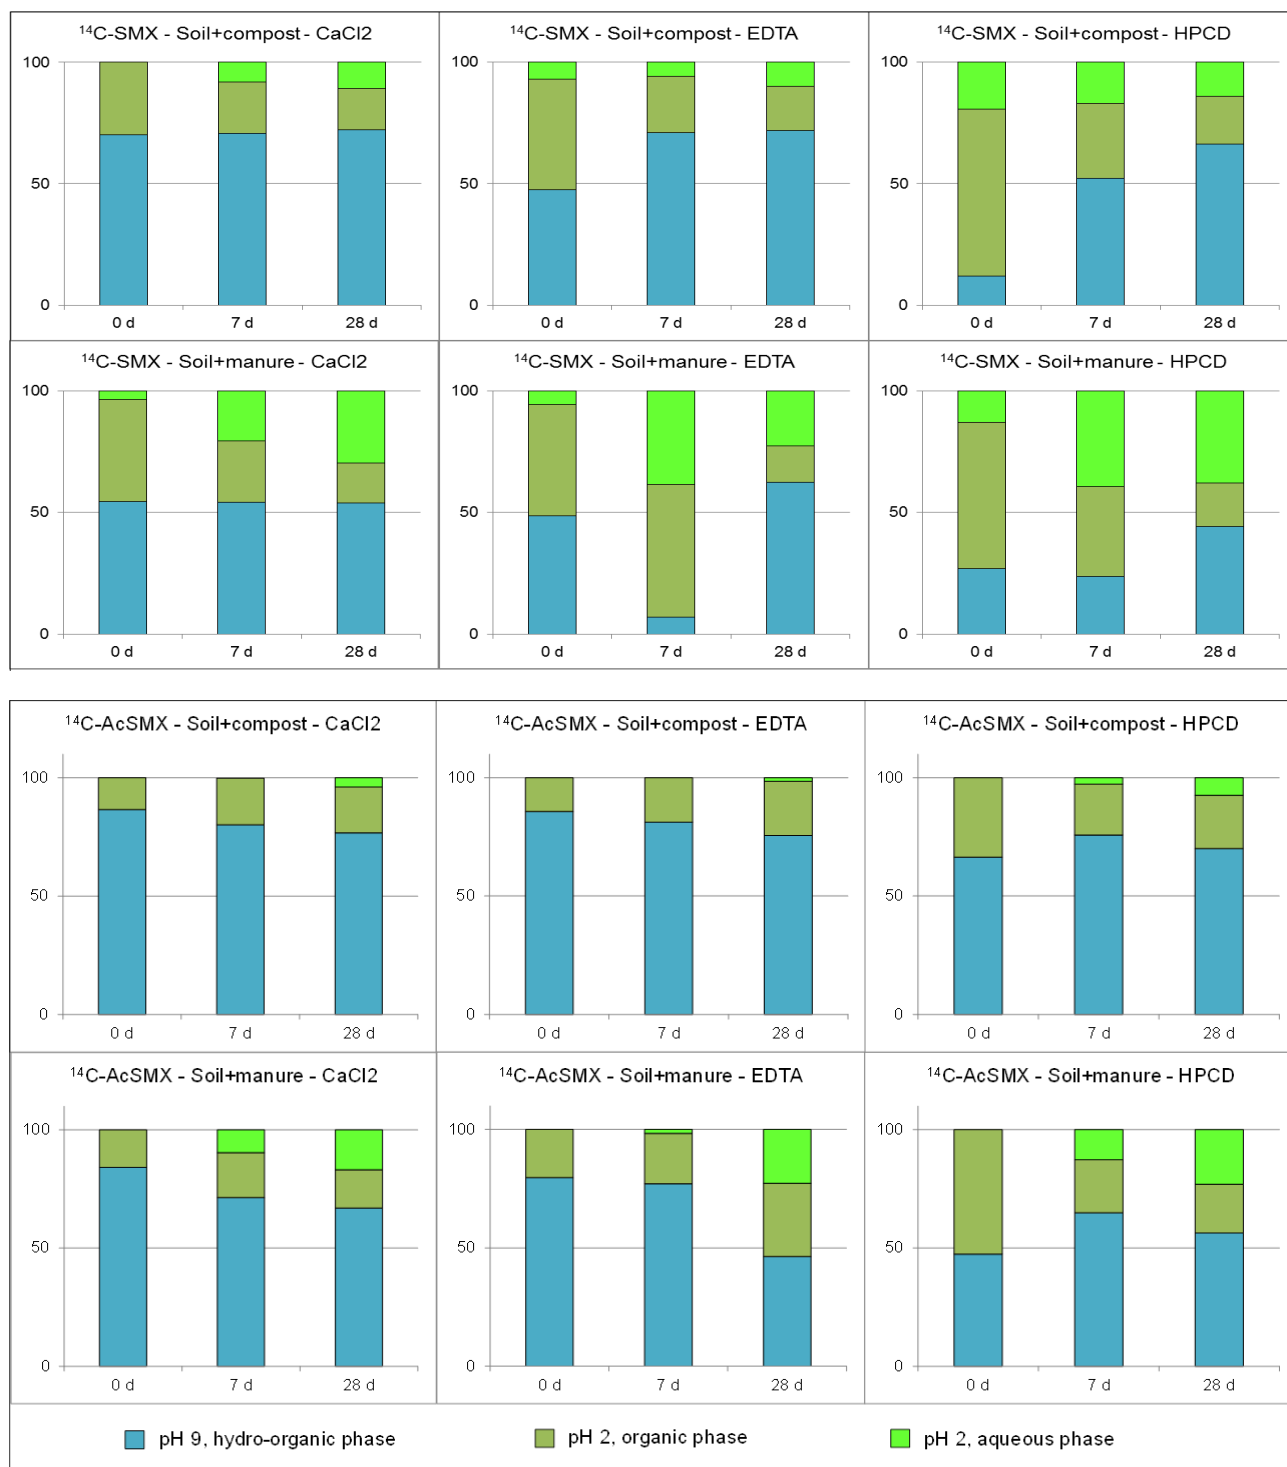 ¹⁴C-SMX - Soil+compost - CaCl2
100
50
0
0 d 7 d 28 d
¹⁴C-SMX - Soil+compost - EDTA
100
50
0
0 d 7 d 28 d
¹⁴C-SMX - Soil+compost - HPCD
100
50
0
0 d 7 d 28 d
¹⁴C-SMX - Soil+manure - CaCl2
100
50
0
0 d 7 d 28 d
¹⁴C-SMX - Soil+manure - EDTA
100
50
0
0 d 7 d 28 d
¹⁴C-SMX - Soil+manure - HPCD
100
50
0
0 d 7 d 28 d
¹⁴C-AcSMX - Soil+compost - CaCl2
100
50
0
0 d 7 d 28 d
¹⁴C-AcSMX - Soil+compost - EDTA
100
50
0
0 d 7 d 28 d
¹⁴C-AcSMX - Soil+compost - HPCD
100
50
0
0 d 7 d 28 d
¹⁴C-AcSMX - Soil+manure - CaCl2
100
50
0
0 d 7 d 28 d
¹⁴C-AcSMX - Soil+manure - EDTA
100
50
0
0 d 7 d 28 d
¹⁴C-AcSMX - Soil+manure - HPCD
100
50
0
0 d 7 d 28 d
pH 9, hydro-organic phase
pH 2, organic phase
pH 2, aqueous phase